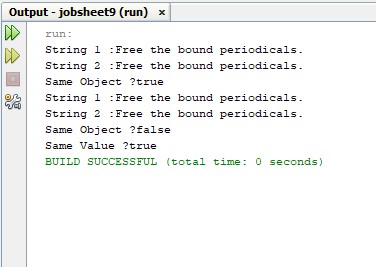 Output - jobsheet9 (run) ×
run:
String 1 :Free the bound periodicals.
String 2 :Free the bound periodicals.
Same Object ?true
String 1 :Free the bound periodicals.
String 2 :Free the bound periodicals.
Same Object ?false
Same Value ?true
BUILD SUCCESSFUL (total time: 0 seconds)